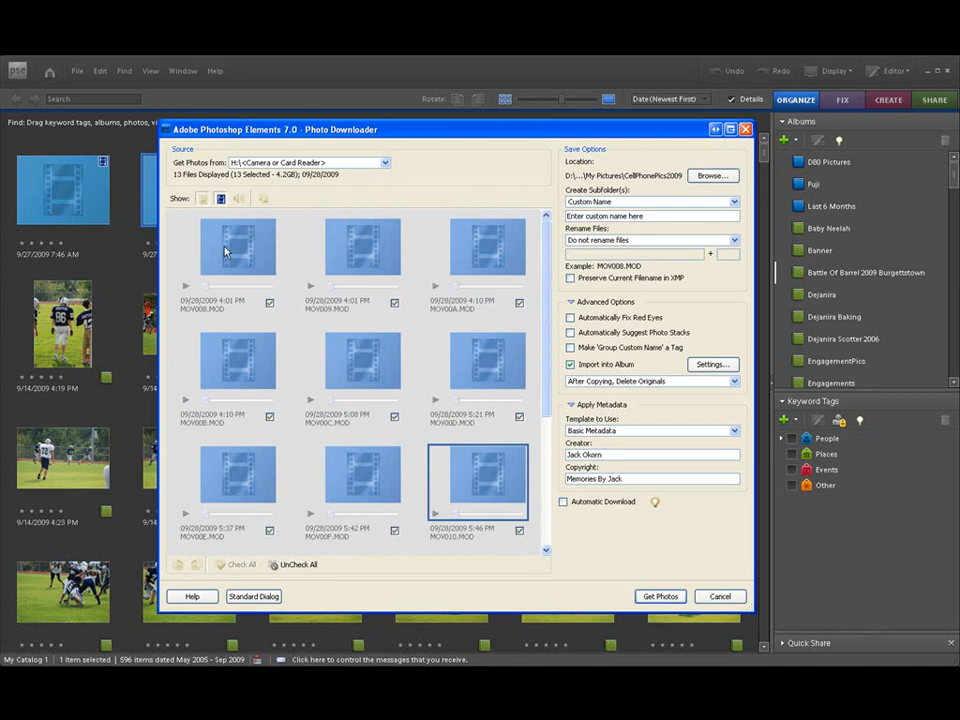 pse File Edit Find View Window Help Undo Redo Display Editor
Search Rotate: Date (Newest First) Details ORGANIZE FIX CREATE SHARE
Find: Drag keyword tags, albums, photos, vi
Adobe Photoshop Elements 7.0 - Photo Downloader
Source
Get Photos from: H:\<Camera or Card Reader>
13 Files Displayed (13 Selected - 4.2GB); 09/28/2009
Show:
09/28/2009 4:01 PM
MOV008.MOD
09/28/2009 4:01 PM
MOV009.MOD
09/28/2009 4:10 PM
MOV00A.MOD
09/28/2009 4:10 PM
MOV00B.MOD
09/28/2009 5:08 PM
MOV00C.MOD
09/28/2009 5:21 PM
MOV00D.MOD
09/28/2009 5:37 PM
MOV00E.MOD
09/28/2009 5:42 PM
MOV00F.MOD
09/28/2009 5:46 PM
MOV010.MOD
Check All UnCheck All
Help Standard Dialog Get Photos Cancel
Save Options
Location:
D:\...\My Pictures\CellPhonePics2009 Browse...
Create Subfolder(s):
Custom Name
Enter custom name here
Rename Files:
Do not rename files
+
Example: MOV008.MOD
Preserve Current Filename in XMP
Advanced Options
Automatically Fix Red Eyes
Automatically Suggest Photo Stacks
Make 'Group Custom Name' a Tag
Import into Album Settings...
After Copying, Delete Originals
Apply Metadata
Template to Use:
Basic Metadata
Creator:
Jack Okorn
Copyright:
Memories By Jack
Automatic Download
9/27/2009 7:46 AM
9/2
9/14/2009 4:19 PM
9/1
9/14/2009 4:23 PM
9/1
Albums
D80 Pictures
Fuji
Last 6 Months
Baby Neelah
Banner
Battle Of Barrel 2009 Burgettstown
Dejanira
Dejanira Baking
Dejanira Scotter 2006
EngagementPics
Engagements
Keyword Tags
People
Places
Events
Other
Quick Share
My Catalog 1 1 item selected 596 items dated May 2005 - Sep 2009 Click here to control the messages that you receive.